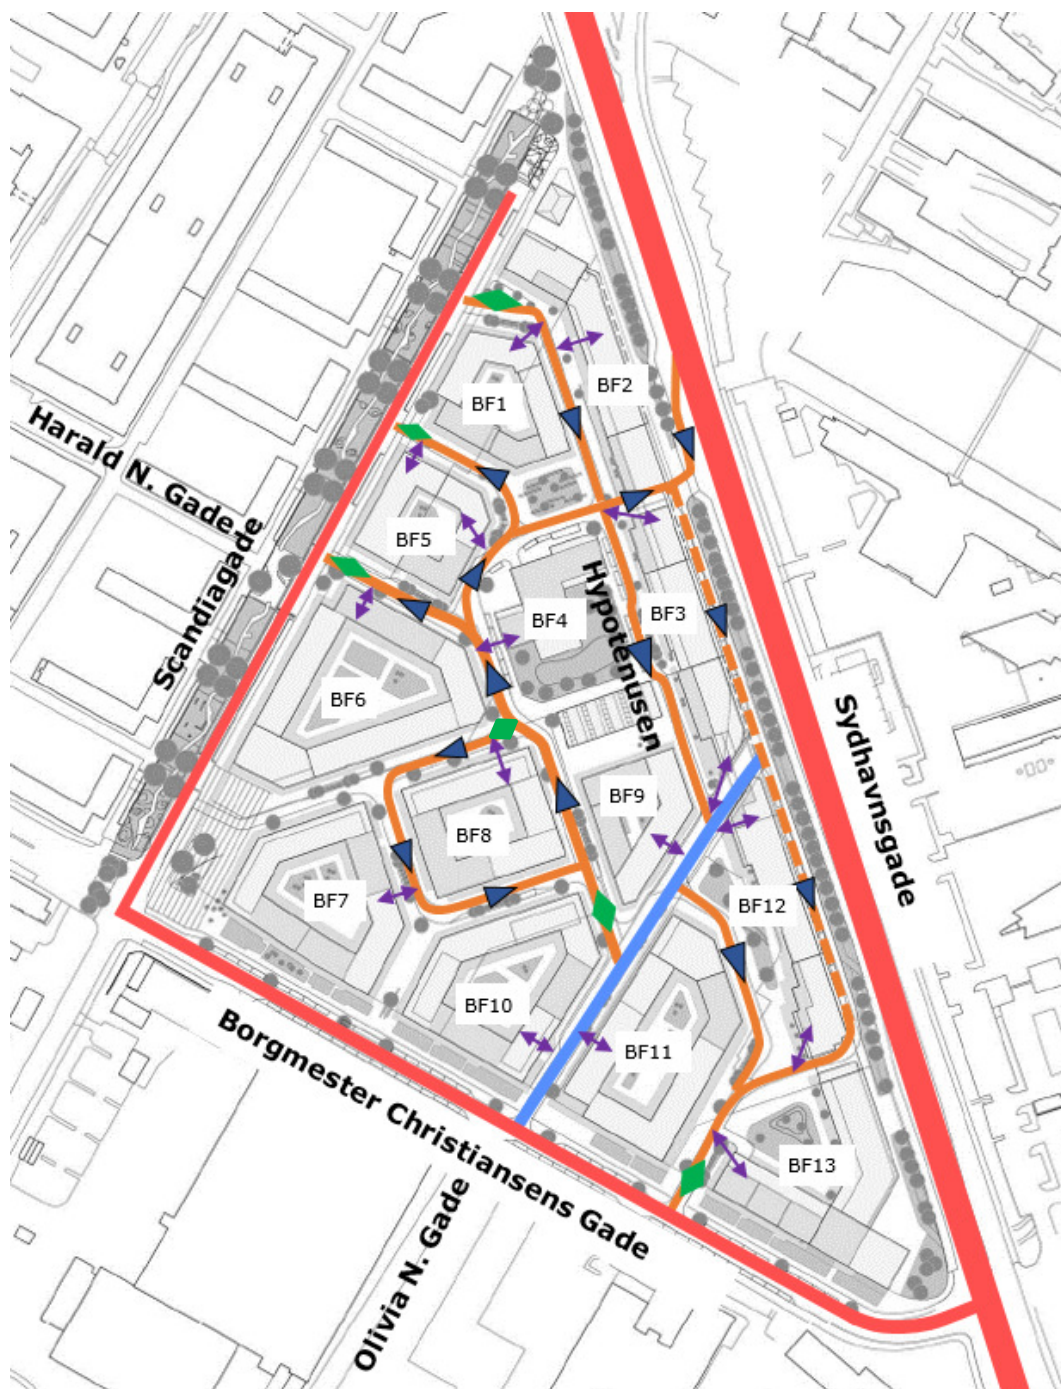 BF2
BF1
Harald N. Gade
BF5
Scandiagade
Hypotenusen
BF4
BF3
BF6
Sydhavnsgade
BF9
BF8
BF7
BF12
BF10
BF11
Borgmester Christiansens Gade
BF13
Olivia N. Gade